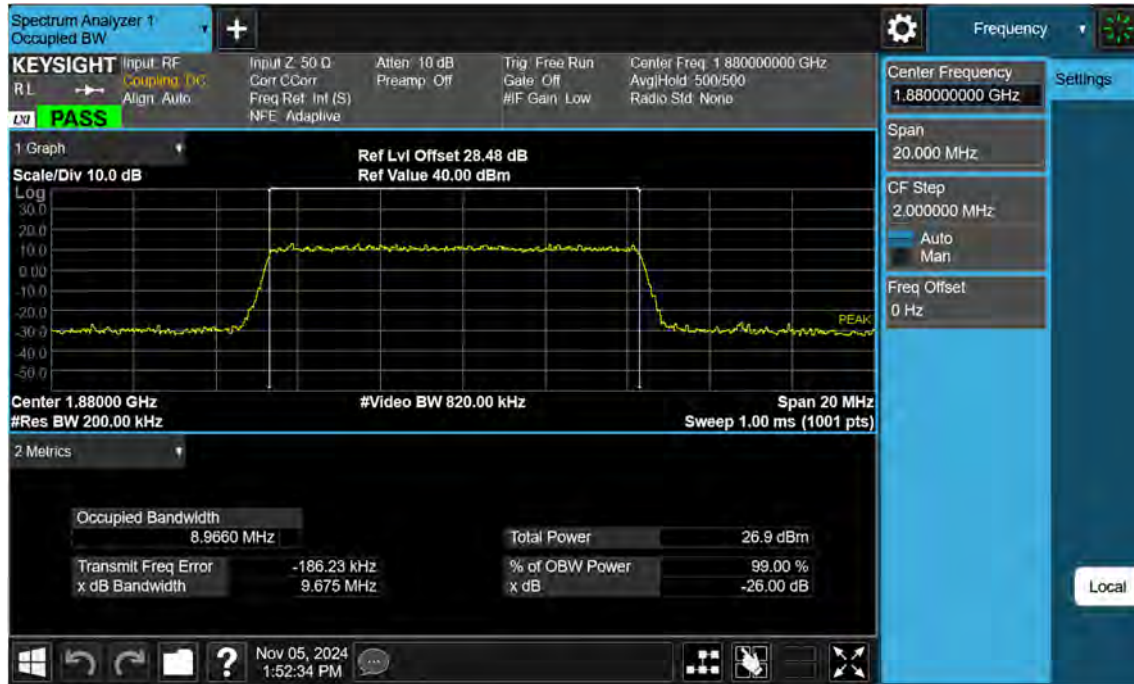 Spectrum Analyzer 1
Occupied BW
+
Frequency
KEYSIGHT
RL
LXI
PASS
Input: RF
Coupling: DC
Align: Auto
Input Z: 50 Ω
Corr CCorr
Freq Ref: Int (S)
NFE: Adaptive
Atten: 10 dB
Preamp: Off
Trig: Free Run
Gate: Off
#IF Gain: Low
Center Freq: 1.880000000 GHz
Avg|Hold: 500/500
Radio Std: None
Center Frequency
1.880000000 GHz
Settings
Span
20.000 MHz
CF Step
2.000000 MHz
Auto
Man
Freq Offset
0 Hz
Local
1 Graph
Scale/Div 10.0 dB
Ref Lvl Offset 28.48 dB
Ref Value 40.00 dBm
Log
30.0
20.0
10.0
0.00
-10.0
-20.0
-30.0
-40.0
-50.0
PEAK
Center 1.88000 GHz
#Video BW 820.00 kHz
Span 20 MHz
#Res BW 200.00 kHz
Sweep 1.00 ms (1001 pts)
2 Metrics
Occupied Bandwidth
8.9660 MHz
Transmit Freq Error -186.23 kHz
x dB Bandwidth 9.675 MHz
Total Power 26.9 dBm
% of OBW Power 99.00 %
x dB -26.00 dB
?
Nov 05, 2024
1:52:34 PM